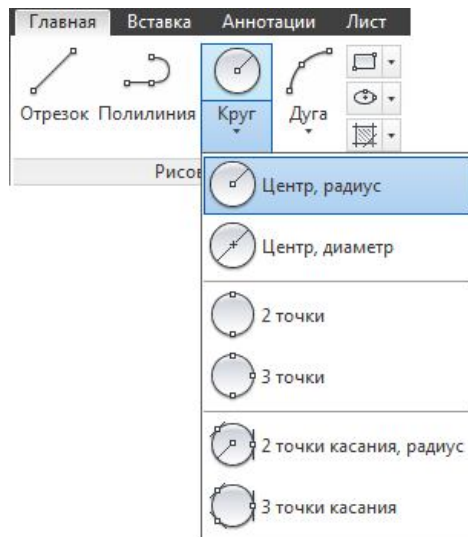 Главная Вставка Аннотации Лист
Отрезок Полилиния Круг Дуга
Рисов
Центр, радиус
Центр, диаметр
2 точки
3 точки
2 точки касания, радиус
3 точки касания